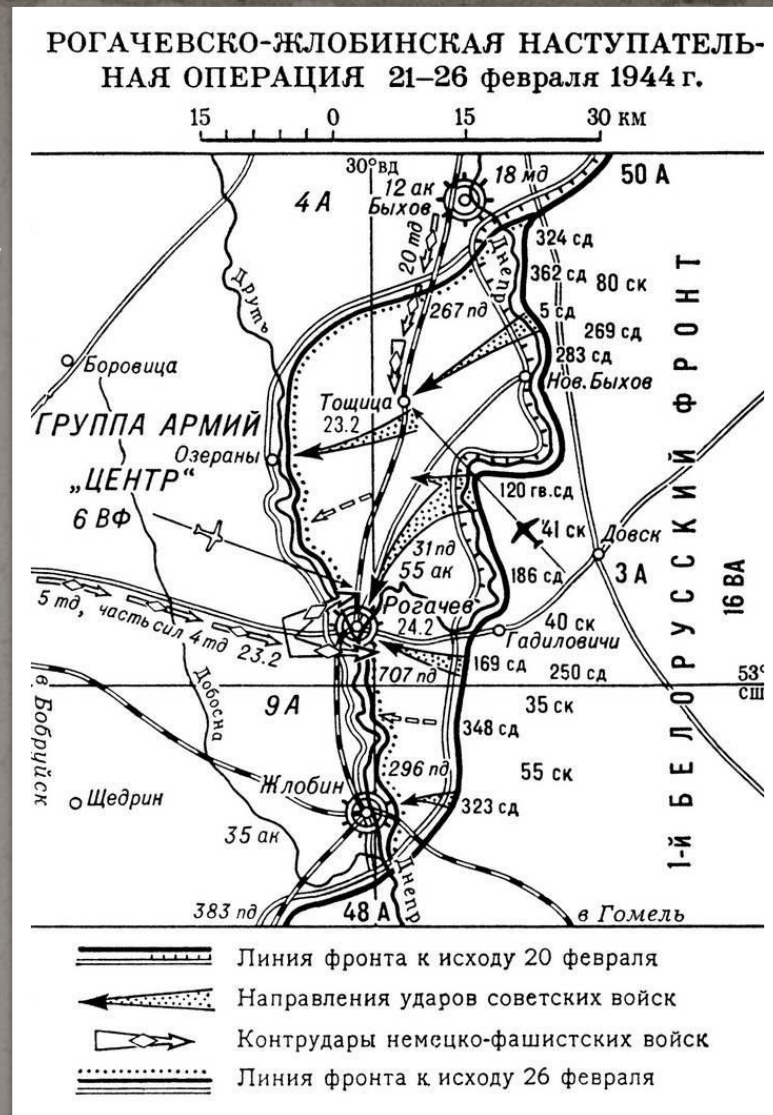 РОГАЧЕВСКО-ЖЛОБИНСКАЯ НАСТУПАТЕЛЬ-
НАЯ ОПЕРАЦИЯ 21–26 февраля 1944 г.
15 0 15 30 км
30°вд
18 мд
50 А
12 ак
Быхов
4 А
20 тд
Днепр
324 сд
Друть
362 сд
80 ск
267 пд
5 сд
269 сд
283 сд
Боровица
Нов. Быхов
Тощица
23.2
ГРУППА АРМИЙ
Озераны
„ЦЕНТР“
6 ВФ
120 гв.сд
41 ск
Довск
31 пд
55 ак
186 сд
3 А
16 ВА
1-й БЕЛОРУССКИЙ ФРОНТ
5 тд, часть сил 4 тд 23.2
Рогачев
24.2
40 ск
Гадиловичи
169 сд
250 сд
707 пд
53°
сш
Добосна
9 А
35 ск
348 сд
в Бобруйск
296 пд
55 ск
Жлобин
Щедрин
323 сд
35 ак
Днепр
383 пд
48 А
в Гомель
Линия фронта к исходу 20 февраля
Направления ударов советских войск
Контрудары немецко-фашистских войск
Линия фронта к исходу 26 февраля